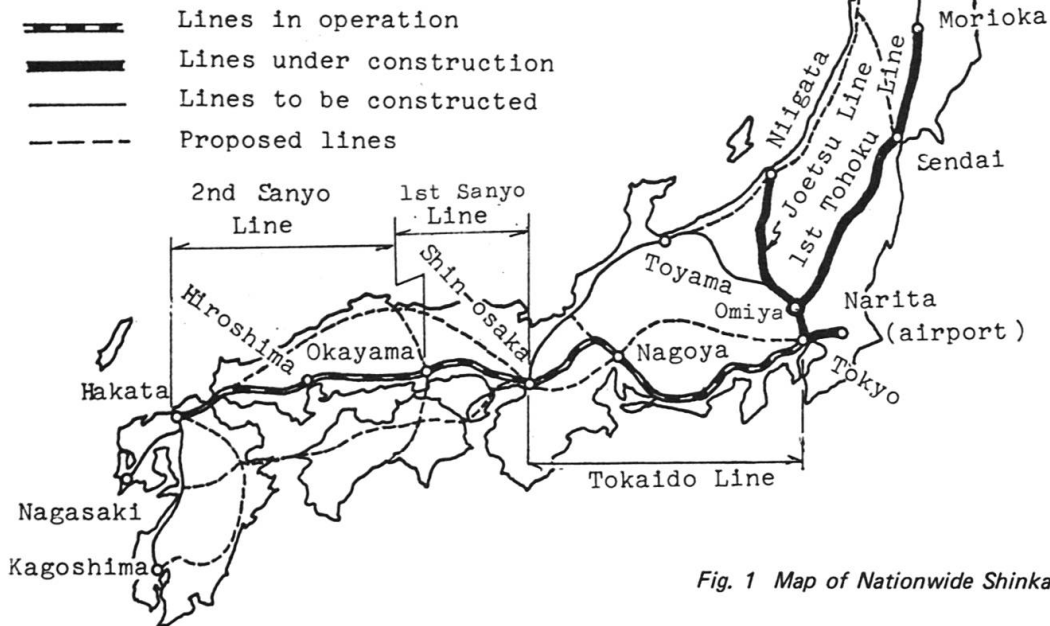 Lines in operation
Lines under construction
Lines to be constructed
Proposed lines
Morioka
Niigata
Joetsu Line
1st Tohoku Line
Sendai
2nd Sanyo
Line
1st Sanyo
Line
Shin-osaka
Toyama
Omiya
Narita
(airport)
Hiroshima
Okayama
Nagoya
Tokyo
Hakata
Tokaido Line
Nagasaki
Kagoshima
Fig. 1 Map of Nationwide Shinka